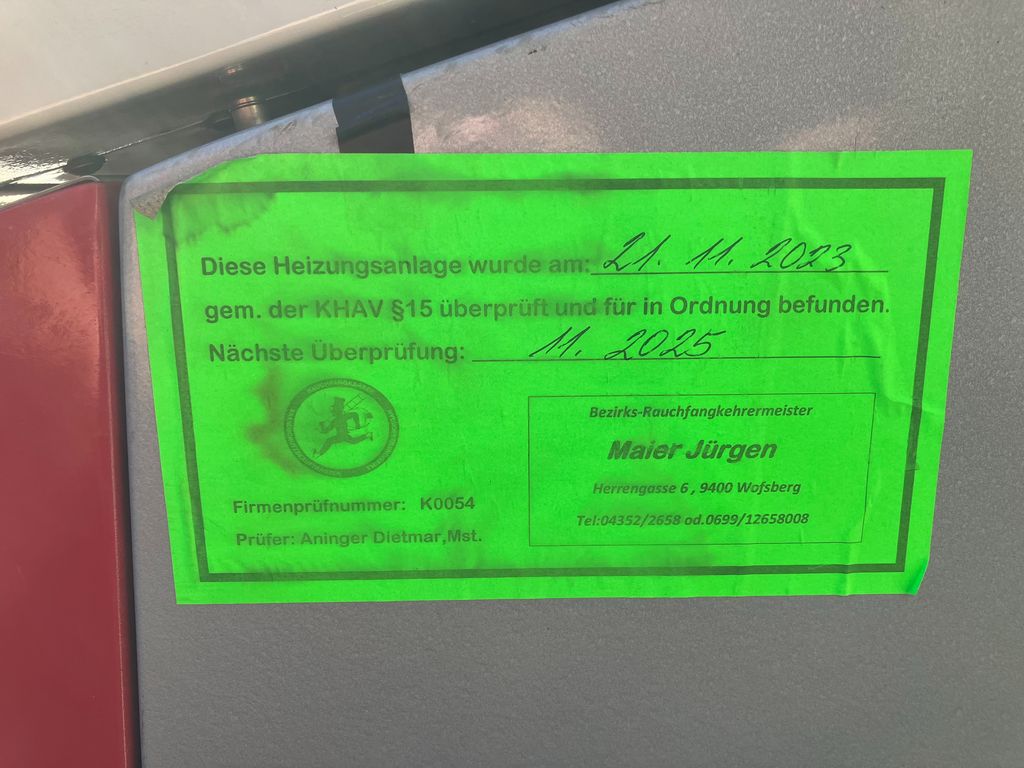 Diese Heizungsanlage wurde am: 21. 11. 2023
gem. der KHAV §15 überprüft und für in Ordnung befunden.
Nächste Überprüfung: 11. 2025
Bezirks-Rauchfangkehrermeister
Maier Jürgen
Herrengasse 6 , 9400 Wofsberg
Tel:04352/2658 od.0699/12658008
Firmenprüfnummer: K0054
Prüfer: Aninger Dietmar,Mst.